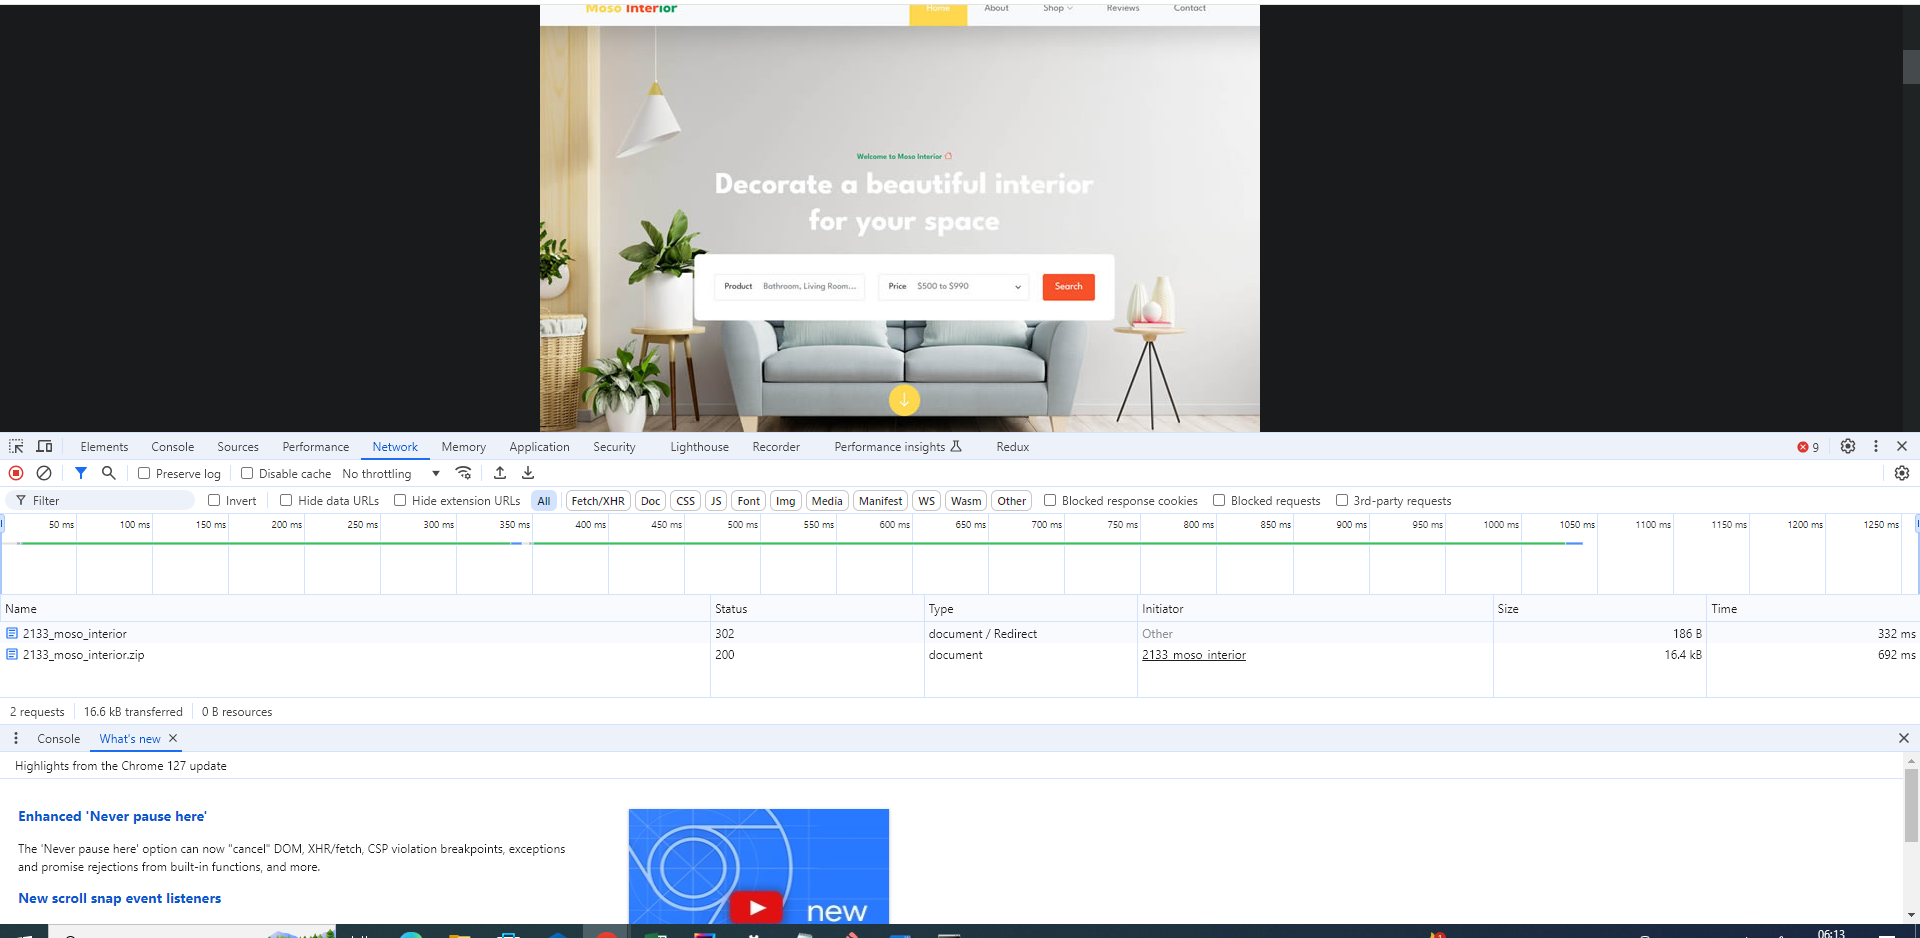 Moso Interior
Home About Shop Reviews Contact
Welcome to Moso Interior
Decorate a beautiful interior
for your space
Product Bathroom, Living Room... Price $500 to $990 Search
Elements Console Sources Performance Network Memory Application Security Lighthouse Recorder Performance insights Redux 9
Preserve log Disable cache No throttling
Filter Invert Hide data URLs Hide extension URLs All Fetch/XHR Doc CSS JS Font Img Media Manifest WS Wasm Other Blocked response cookies Blocked requests 3rd-party requests
50 ms 100 ms 150 ms 200 ms 250 ms 300 ms 350 ms 400 ms 450 ms 500 ms 550 ms 600 ms 650 ms 700 ms 750 ms 800 ms 850 ms 900 ms 950 ms 1000 ms 1050 ms 1100 ms 1150 ms 1200 ms 1250 ms
Name Status Type Initiator Size Time
2133_moso_interior 302 document / Redirect Other 186 B 332 ms
2133_moso_interior.zip 200 document 2133_moso_interior 16.4 kB 692 ms
2 requests 16.6 kB transferred 0 B resources
Console What's new
Highlights from the Chrome 127 update
Enhanced 'Never pause here'
The 'Never pause here' option can now "cancel" DOM, XHR/fetch, CSP violation breakpoints, exceptions
and promise rejections from built-in functions, and more.
New scroll snap event listeners
new
06:13